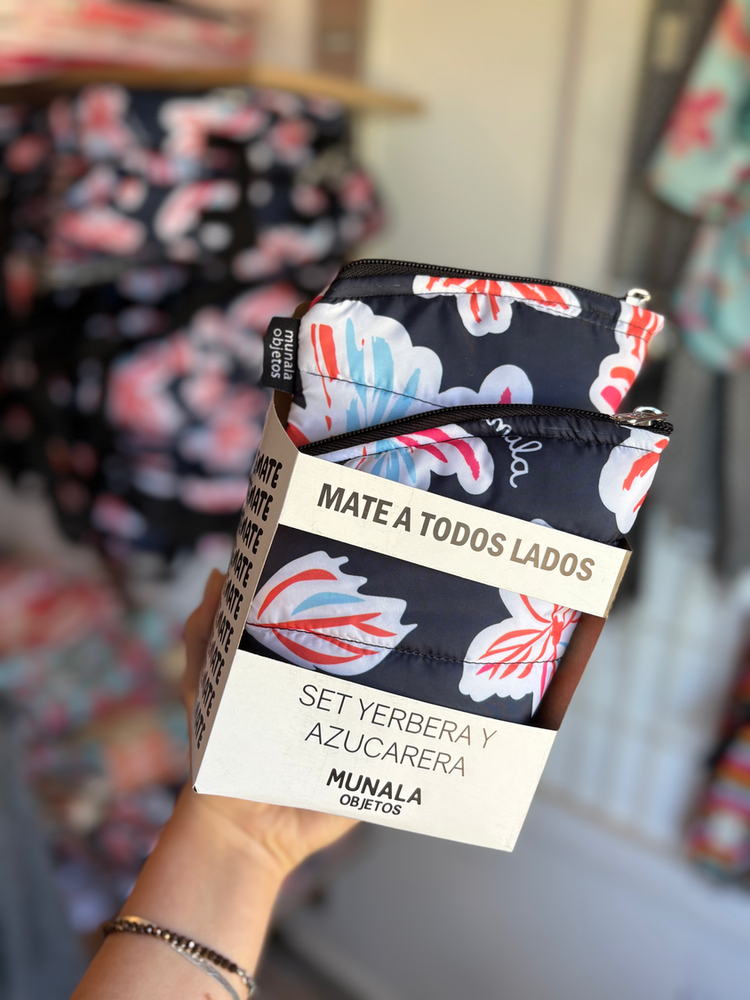 munala
objetos
MATE A TODOS LADOS
MATE
MATE
MATE
MATE
MATE
MATE
MATE
MATE
SET YERBERA Y
AZUCARERA
MUNALA
OBJETOS